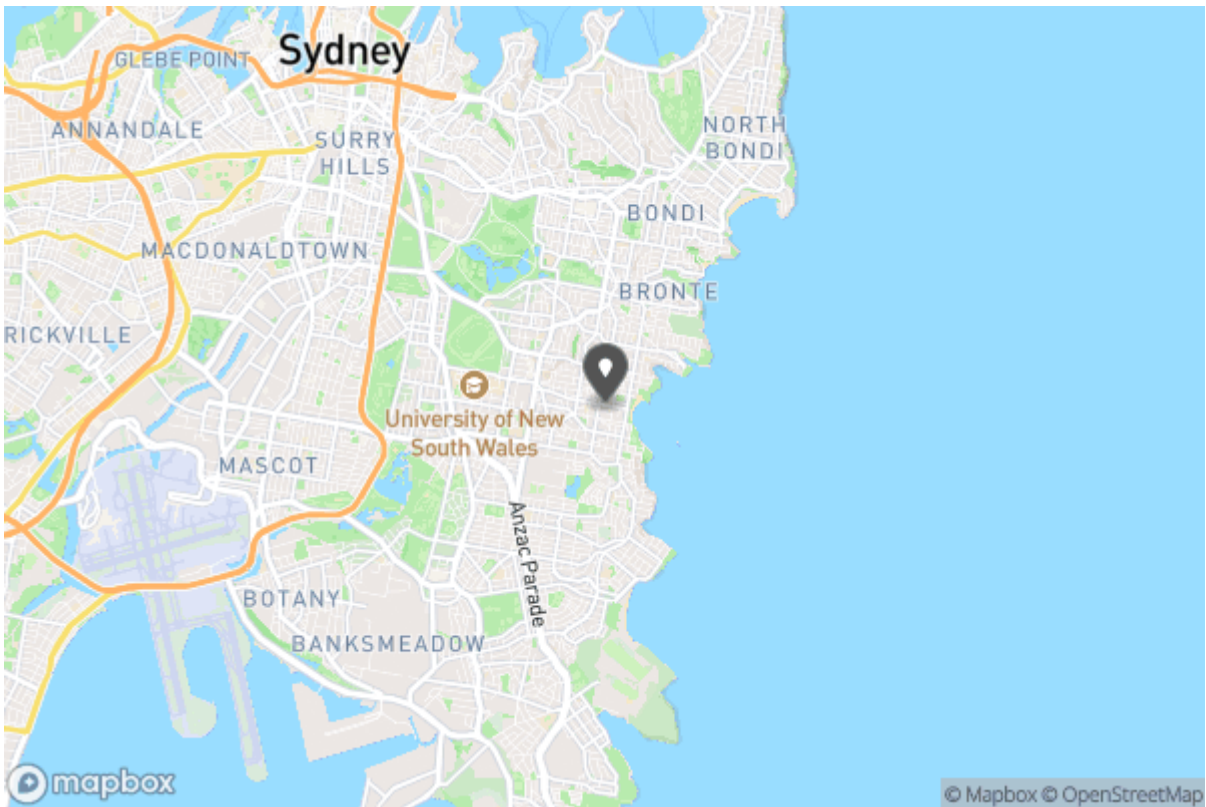 Sydney
GLEBE POINT
ANNANDALE
SURRY
HILLS
NORTH
BONDI
BONDI
MACDONALDTOWN
BRONTE
RICKVILLE
University of New
South Wales
MASCOT
Anzac Parade
BOTANY
BANKSMEADOW
mapbox
© Mapbox © OpenStreetMap